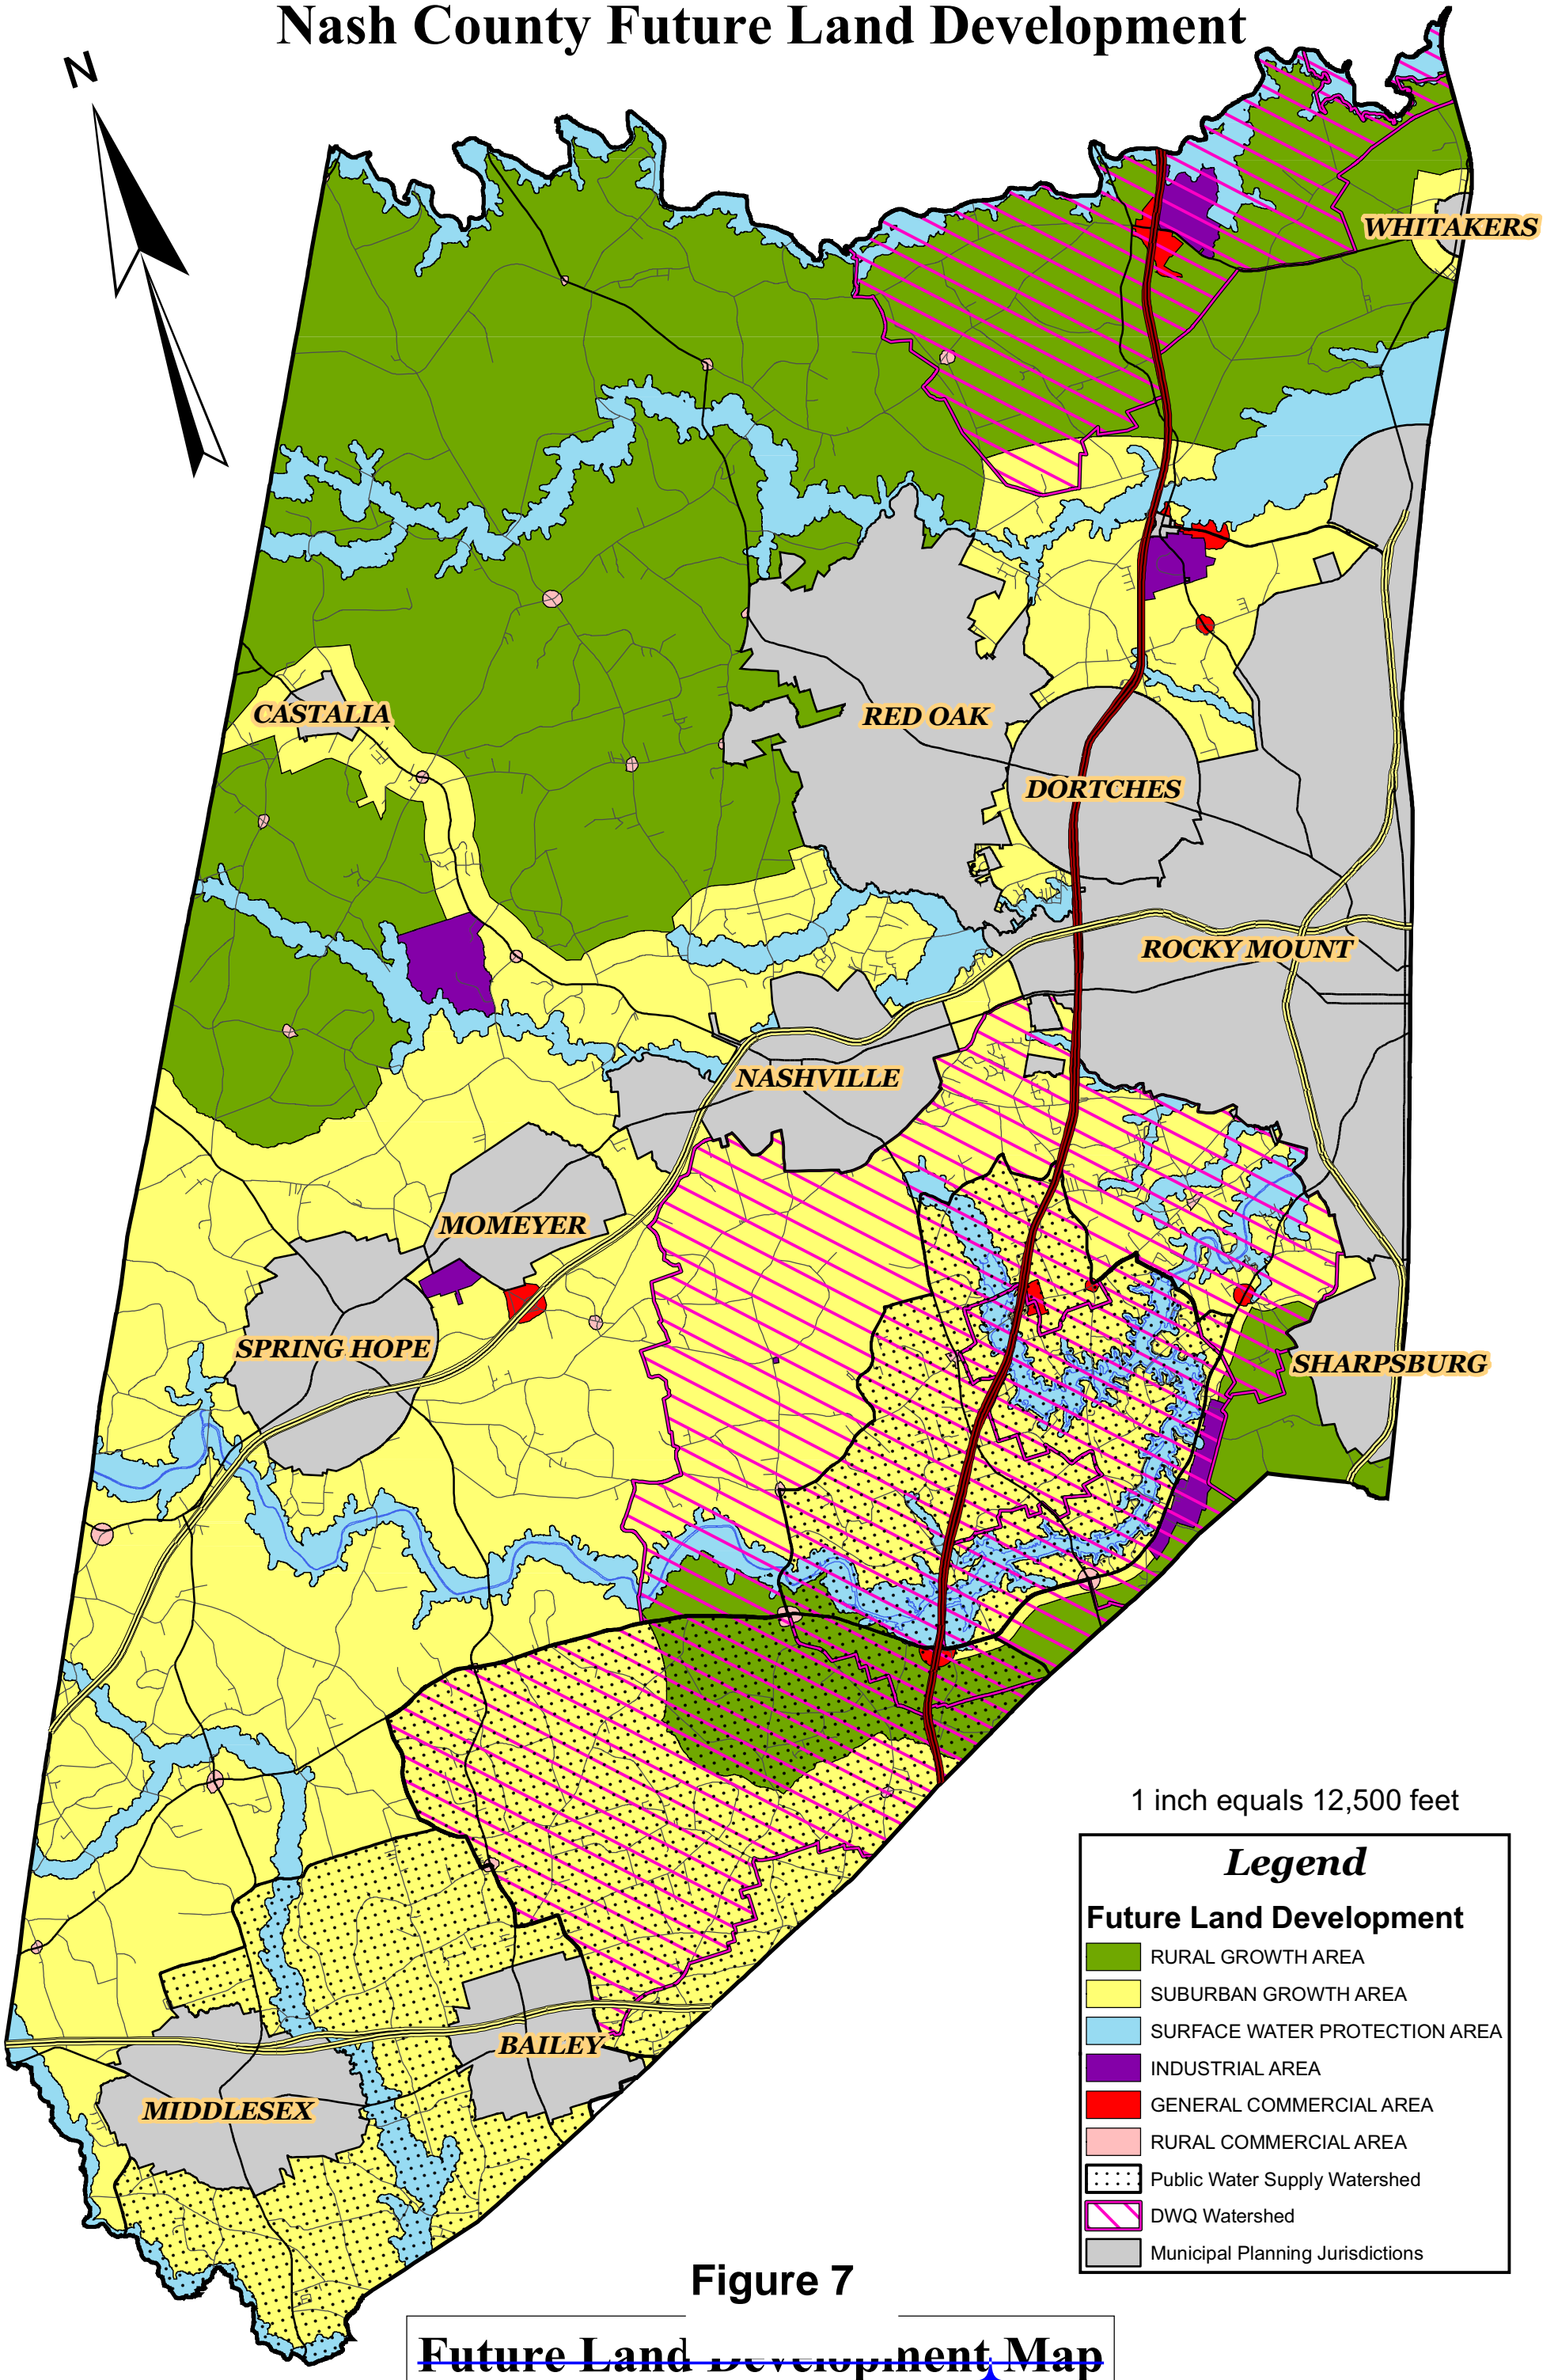 Nash County Future Land Development
N
WHITAKERS
CASTALIA
RED OAK
DORTCHES
ROCKY MOUNT
NASHVILLE
MOMEYER
SPRING HOPE
SHARPSBURG
BAILEY
MIDDLESEX
1 inch equals 12,500 feet
Legend
Future Land Development
RURAL GROWTH AREA
SUBURBAN GROWTH AREA
SURFACE WATER PROTECTION AREA
INDUSTRIAL AREA
GENERAL COMMERCIAL AREA
RURAL COMMERCIAL AREA
Public Water Supply Watershed
DWQ Watershed
Municipal Planning Jurisdictions
Figure 7
Future Land Development Map